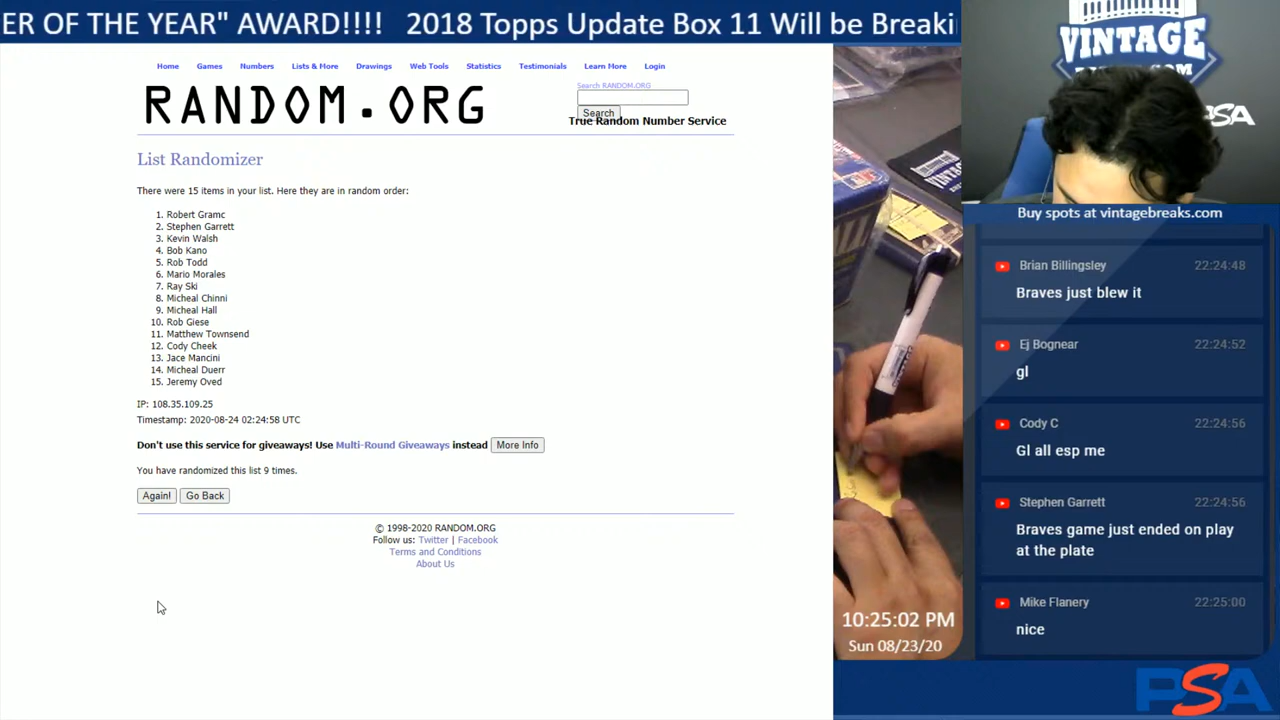 ER OF THE YEAR" AWARD!!!! 2018 Topps Update Box 11 Will be Breaki
Home Games Numbers Lists & More Drawings Web Tools Statistics Testimonials Learn More Login
RANDOM.ORG
Search RANDOM.ORG
Search
True Random Number Service
List Randomizer
There were 15 items in your list. Here they are in random order:
1. Robert Gramc
2. Stephen Garrett
3. Kevin Walsh
4. Bob Kano
5. Rob Todd
6. Mario Morales
7. Ray Ski
8. Micheal Chinni
9. Micheal Hall
10. Rob Giese
11. Matthew Townsend
12. Cody Cheek
13. Jace Mancini
14. Micheal Duerr
15. Jeremy Oved
IP: 108.35.109.25
Timestamp: 2020-08-24 02:24:58 UTC
Don't use this service for giveaways! Use Multi-Round Giveaways instead More Info
You have randomized this list 9 times.
Again! Go Back
© 1998-2020 RANDOM.ORG
Follow us: Twitter | Facebook
Terms and Conditions
About Us
10:25:02 PM
Sun 08/23/20
VINTAGE
PSA
Buy spots at vintagebreaks.com
Brian Billingsley 22:24:48
Braves just blew it
Ej Bognear 22:24:52
gl
Cody C 22:24:56
Gl all esp me
Stephen Garrett 22:24:56
Braves game just ended on play
at the plate
Mike Flanery 22:25:00
nice
PSA